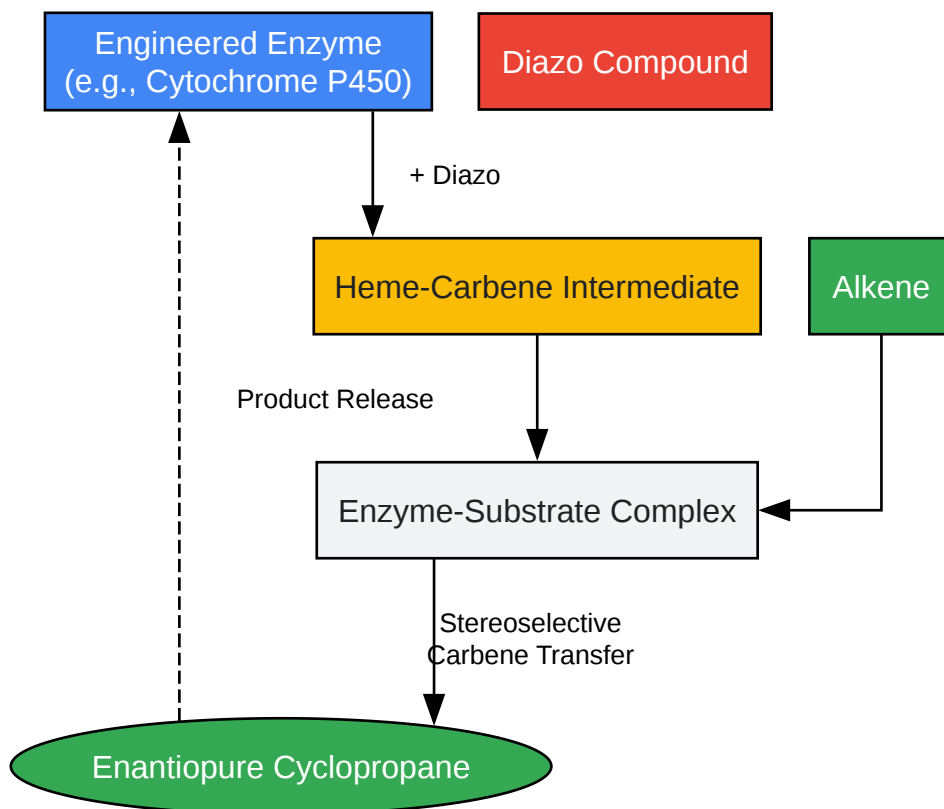 Engineered Enzyme
(e.g., Cytochrome P450)
Diazo Compound
+ Diazo
Heme-Carbene Intermediate
Alkene
Product Release
Enzyme-Substrate Complex
Stereoselective
Carbene Transfer
Enantiopure Cyclopropane